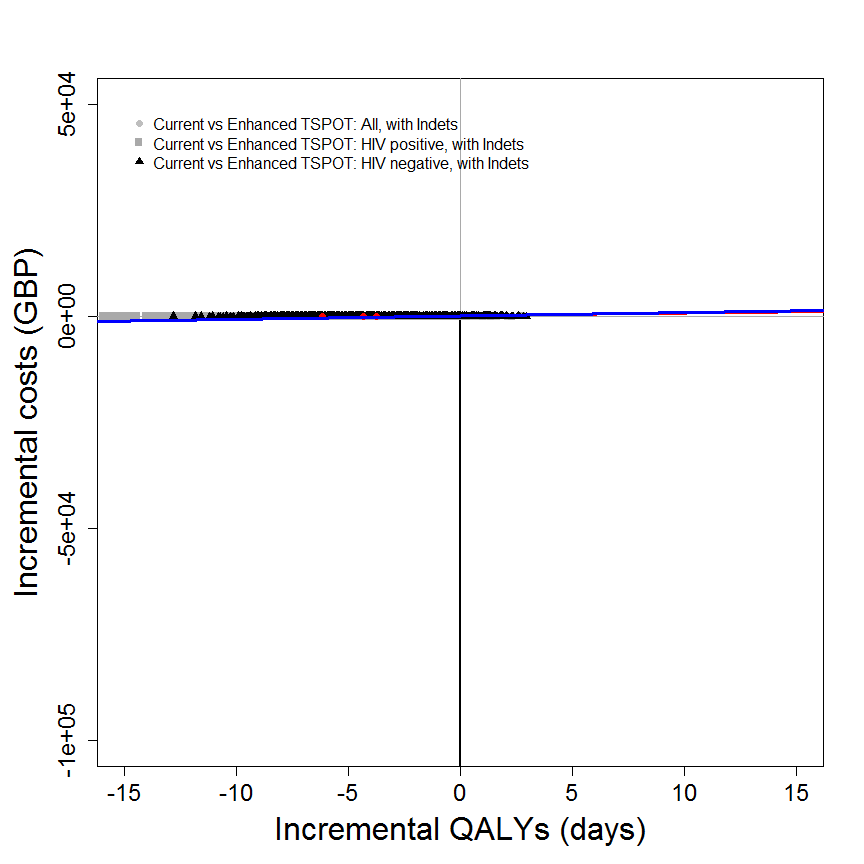 Current vs Enhanced TSPOT: All, with Indets
Current vs Enhanced TSPOT: HIV positive, with Indets
Current vs Enhanced TSPOT: HIV negative, with Indets
Incremental costs (GBP)
5e+04
0e+00
-5e+04
-1e+05
-15 -10 -5 0 5 10 15
Incremental QALYs (days)